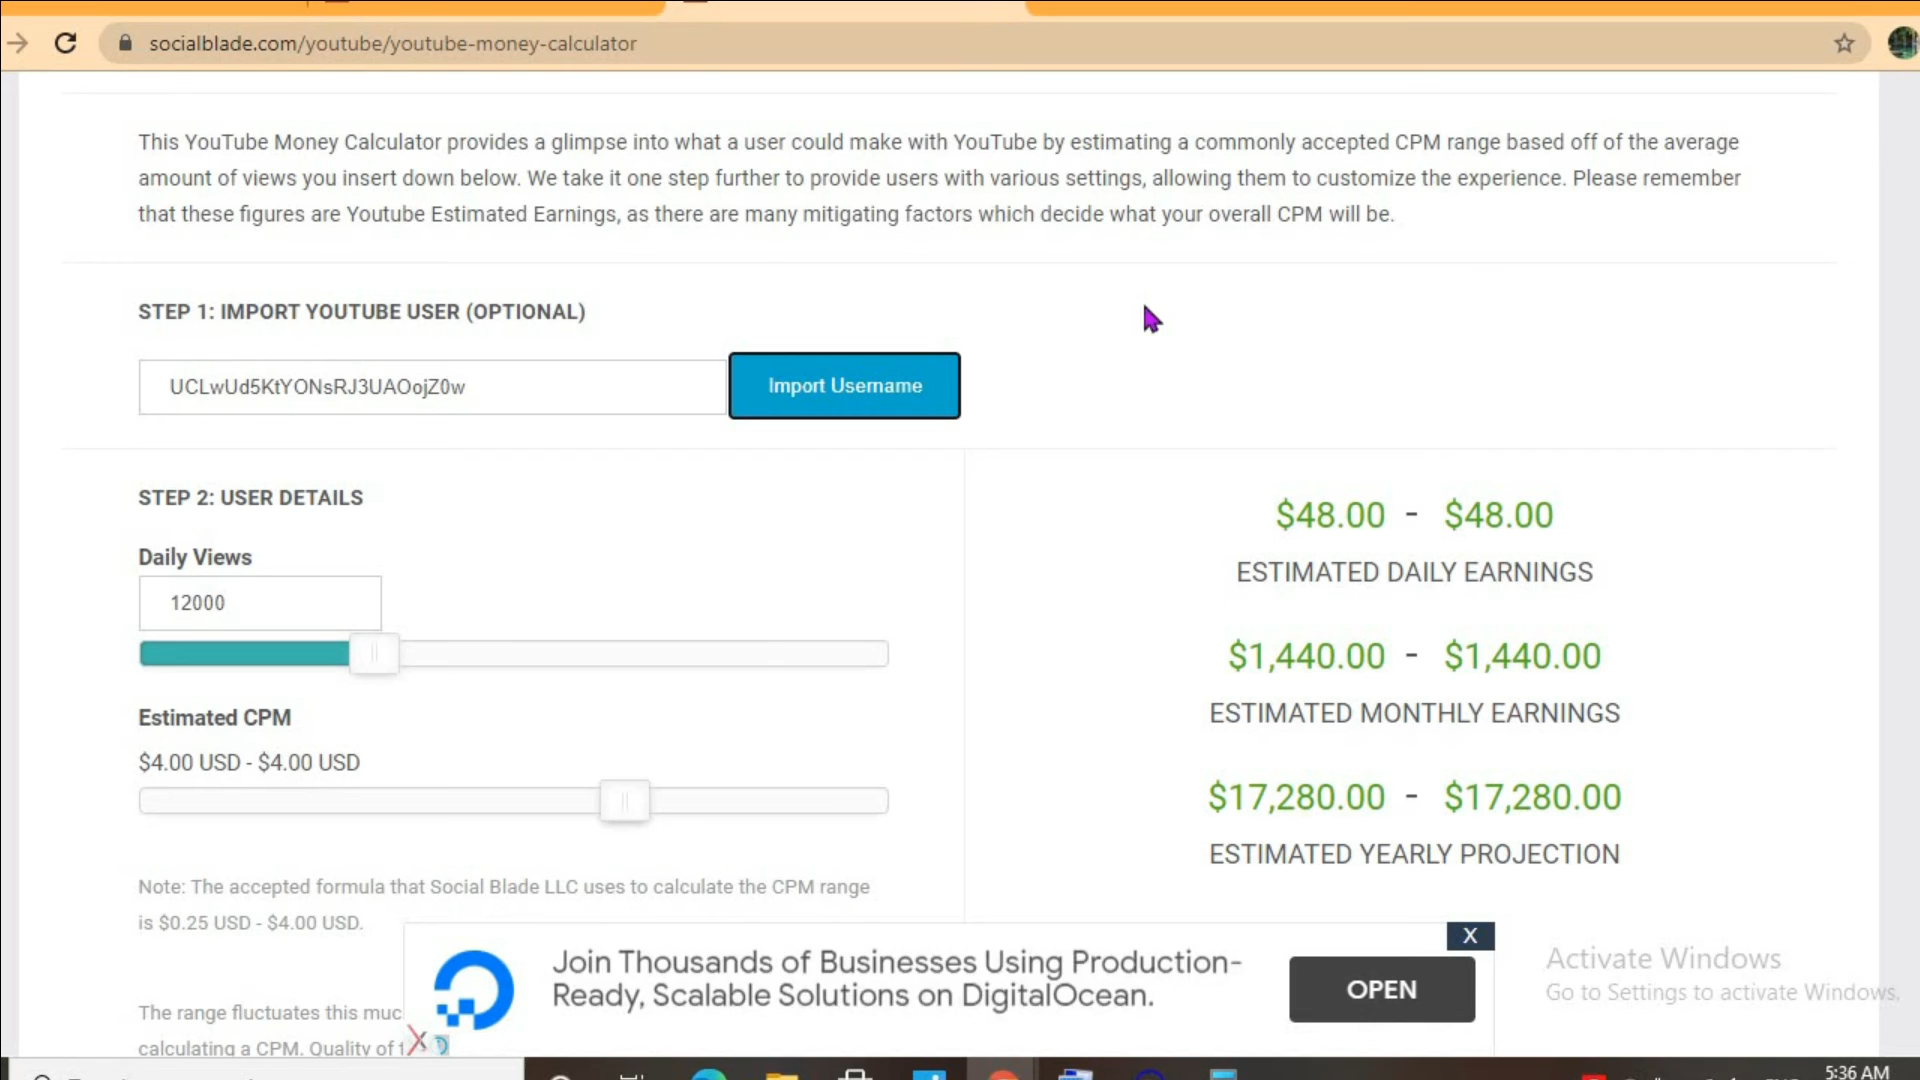 socialblade.com/youtube/youtube-money-calculator
This YouTube Money Calculator provides a glimpse into what a user could make with YouTube by estimating a commonly accepted CPM range based off of the average
amount of views you insert down below. We take it one step further to provide users with various settings, allowing them to customize the experience. Please remember
that these figures are Youtube Estimated Earnings, as there are many mitigating factors which decide what your overall CPM will be.
STEP 1: IMPORT YOUTUBE USER (OPTIONAL)
UCLwUd5KtYONsRJ3UAOojZ0w
Import Username
STEP 2: USER DETAILS
Daily Views
12000
Estimated CPM
$4.00 USD - $4.00 USD
Note: The accepted formula that Social Blade LLC uses to calculate the CPM range
is $0.25 USD - $4.00 USD.
The range fluctuates this muc
calculating a CPM. Quality of t
$48.00 - $48.00
ESTIMATED DAILY EARNINGS
$1,440.00 - $1,440.00
ESTIMATED MONTHLY EARNINGS
$17,280.00 - $17,280.00
ESTIMATED YEARLY PROJECTION
X
Join Thousands of Businesses Using Production-
Ready, Scalable Solutions on DigitalOcean.
OPEN
Activate Windows
Go to Settings to activate Windows.
5:36 AM